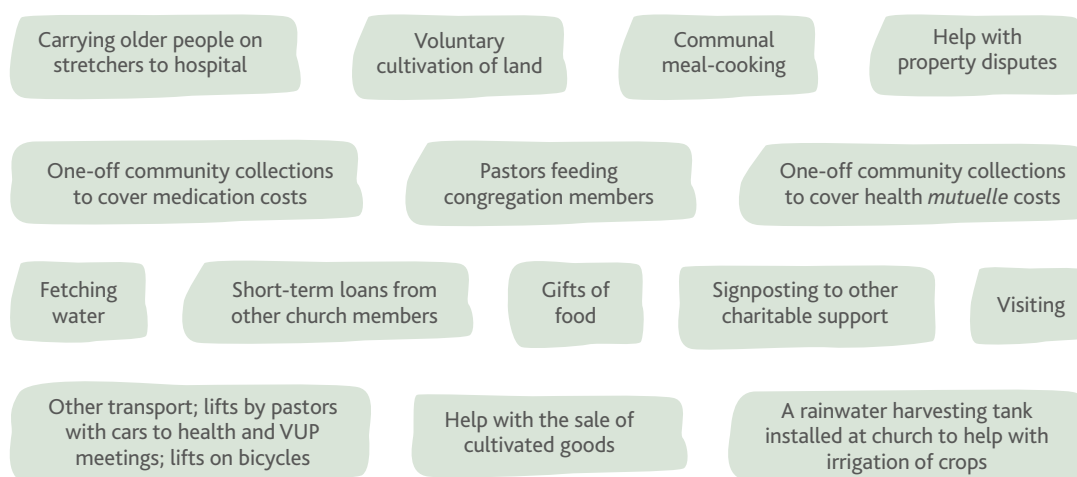 Carrying older people on
stretchers to hospital
Voluntary
cultivation of land
Communal
meal-cooking
Help with
property disputes
One-off community collections
to cover medication costs
Pastors feeding
congregation members
One-off community collections
to cover health mutuelle costs
Fetching
water
Short-term loans from
other church members
Gifts of
food
Signposting to other
charitable support
Visiting
Other transport; lifts by pastors
with cars to health and VUP
meetings; lifts on bicycles
Help with the sale of
cultivated goods
A rainwater harvesting tank
installed at church to help with
irrigation of crops